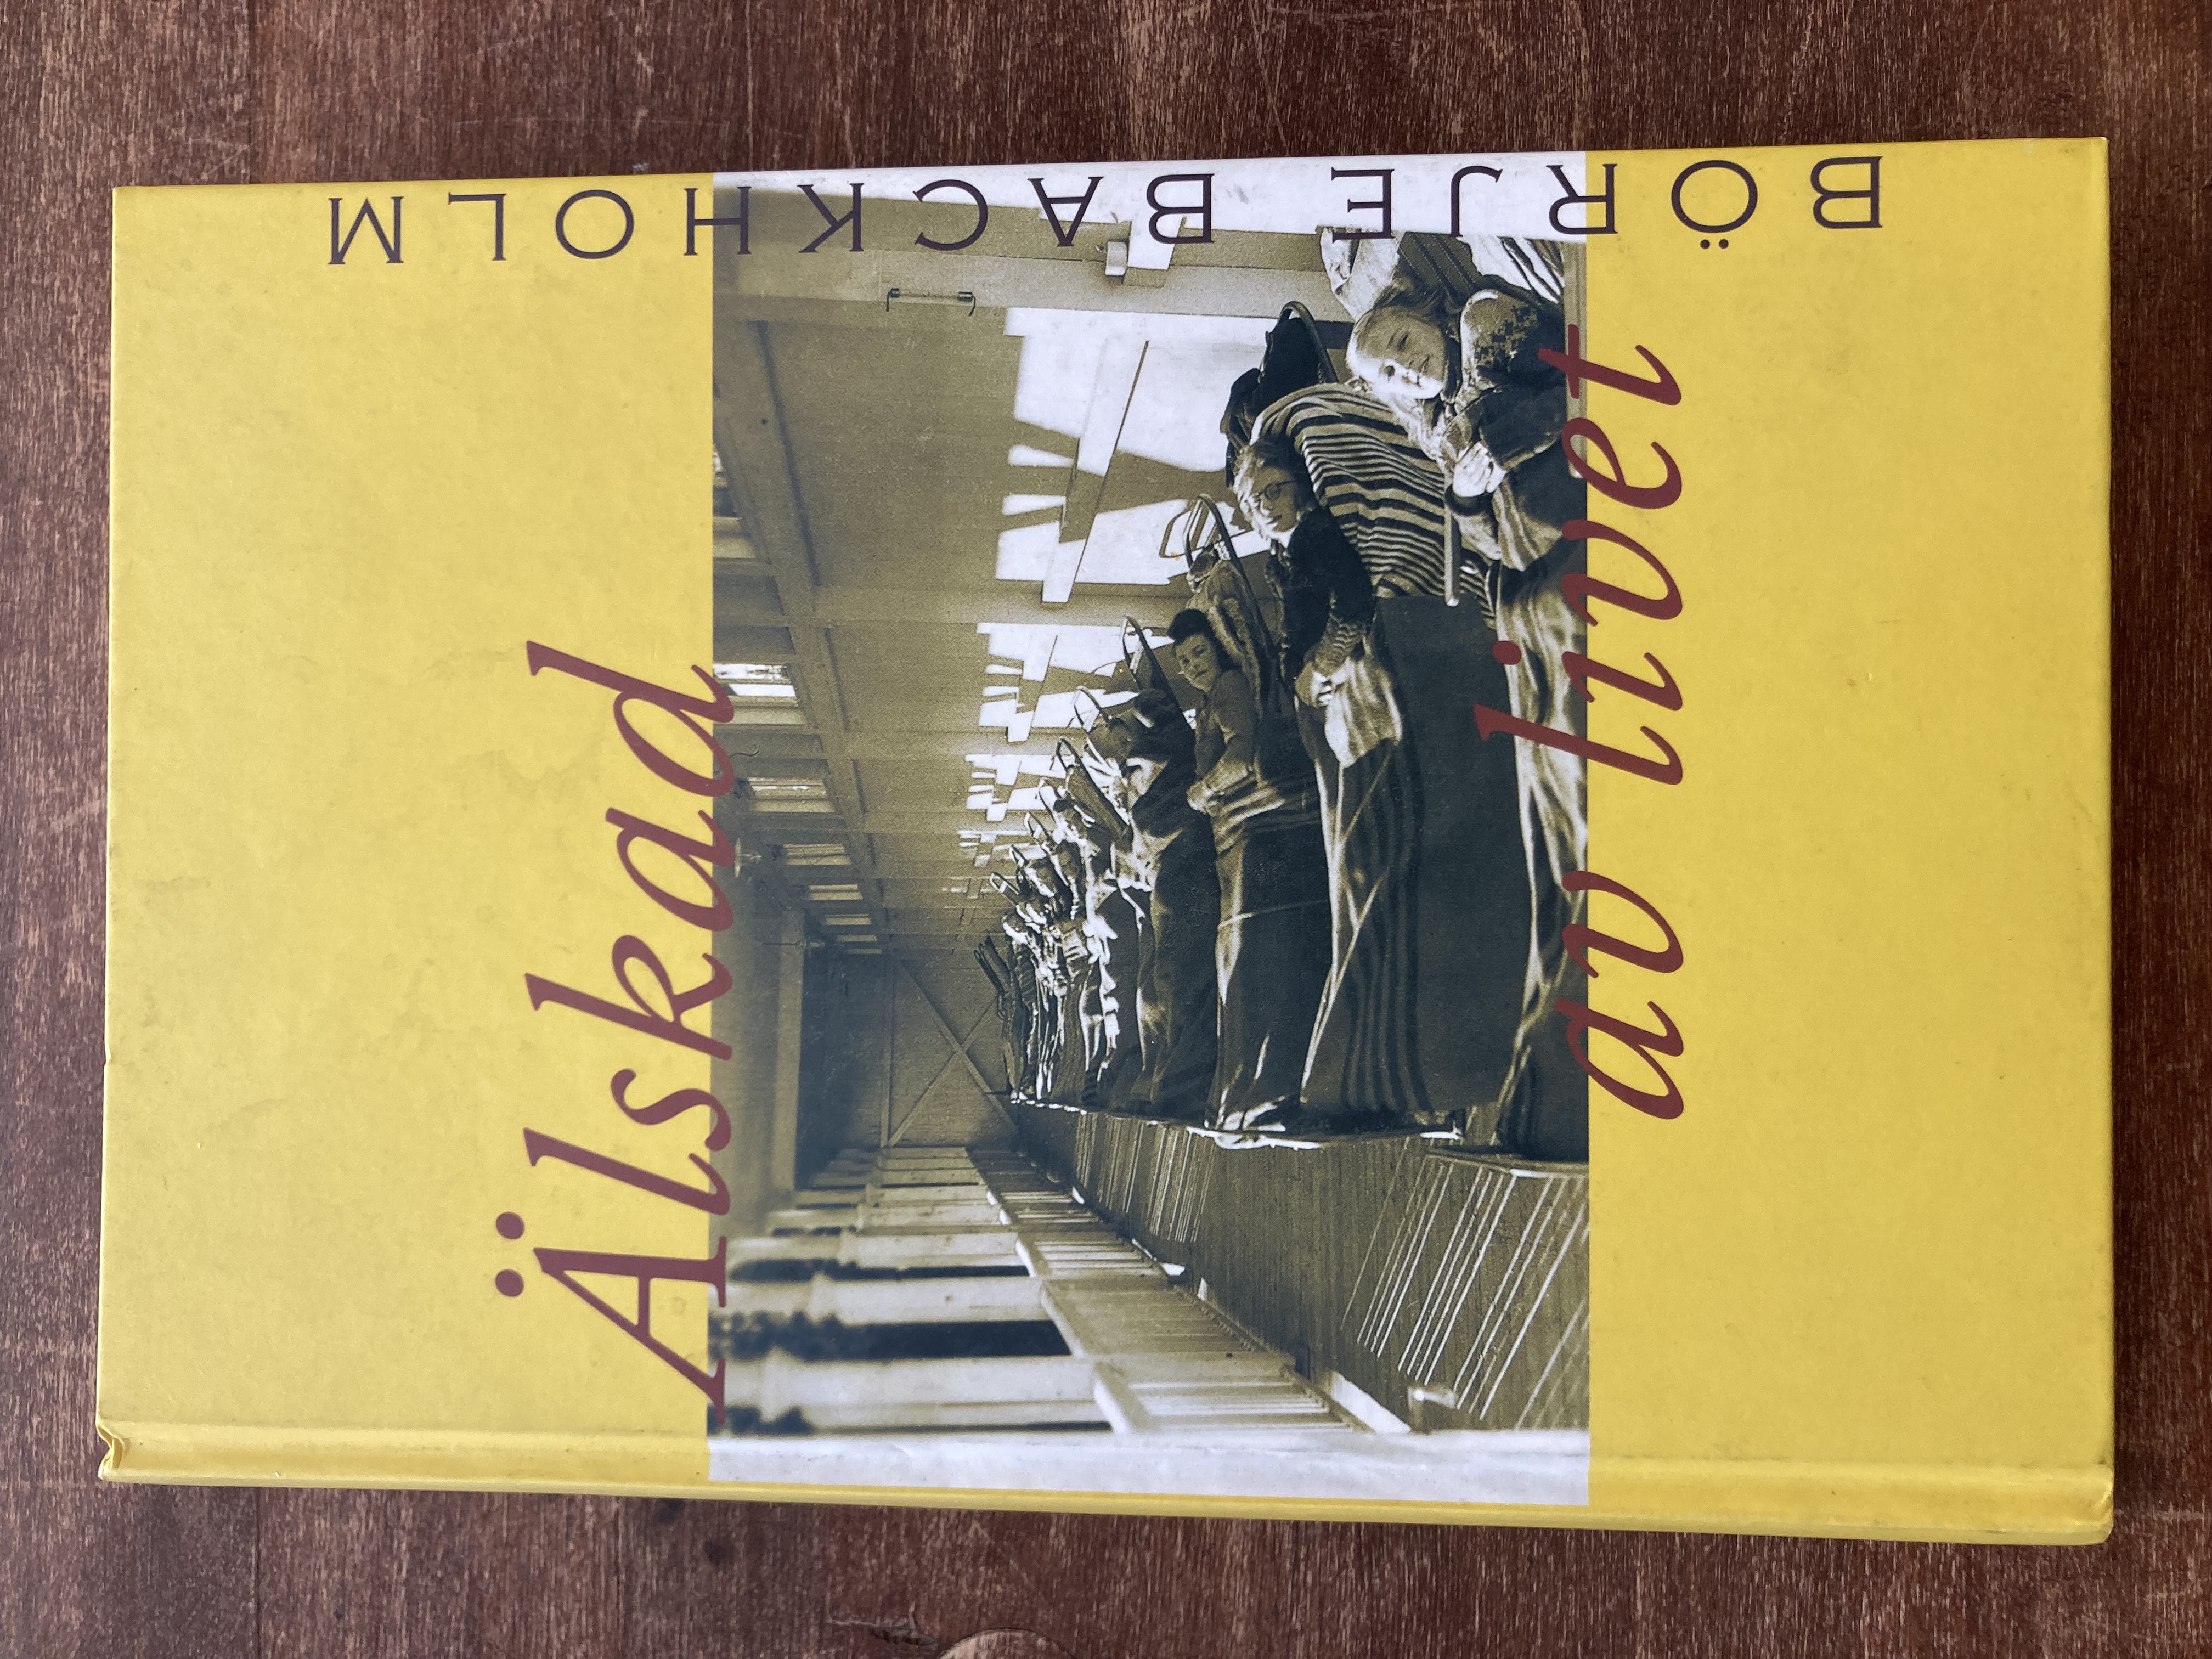 Älskad
av livet
BÖRJE BACKHOLM